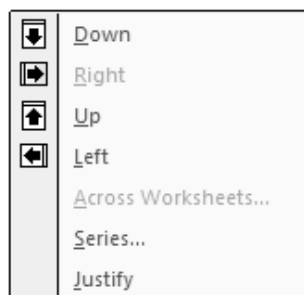 Down
Right
Up
Left
Across Worksheets...
Series...
Justify